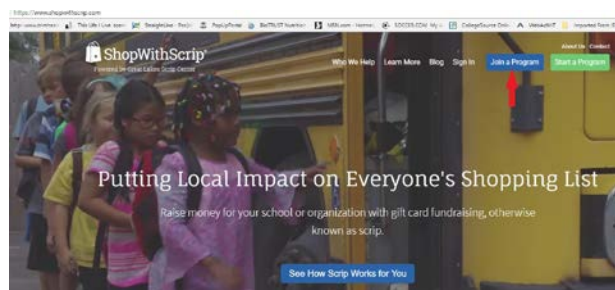 https://www.shopwithscrip.com
About Us Contact
ShopWithScrip
Powered by Great Lakes Scrip Center
Who We Help Learn More Blog Sign In Join a Program Start a Program
Putting Local Impact on Everyone's Shopping List
Raise money for your school or organization with gift card fundraising, otherwise
known as scrip.
See How Scrip Works for You